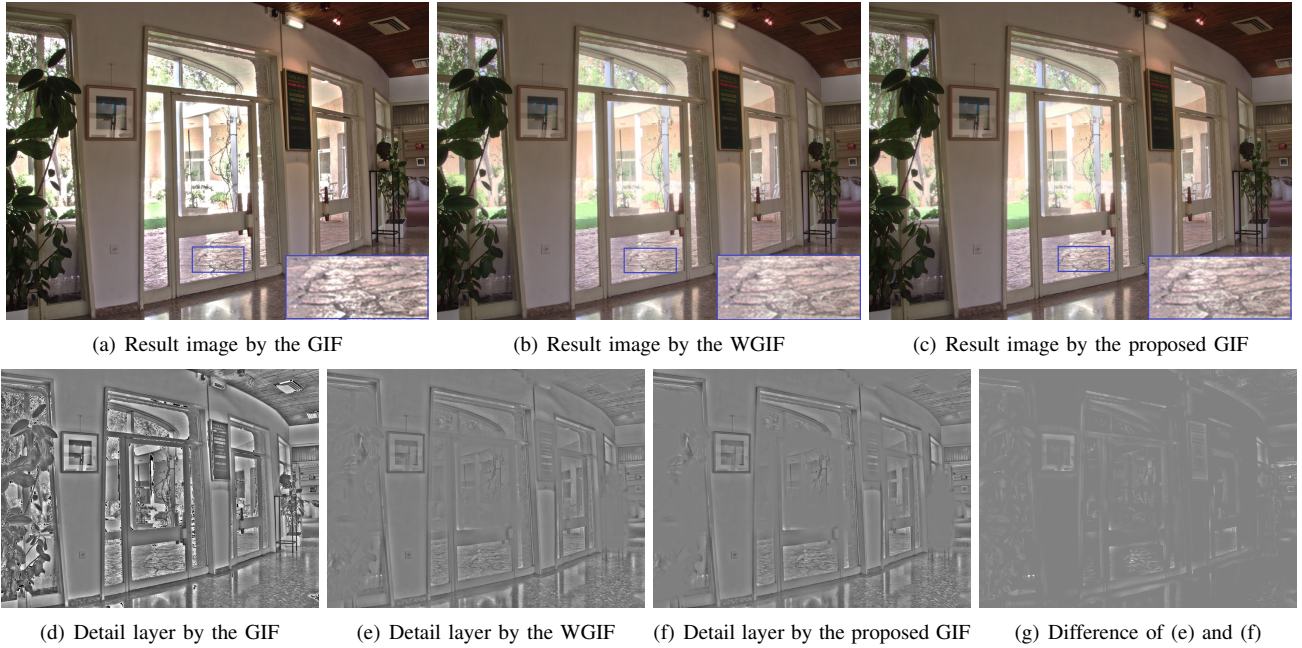 (a) Result image by the GIF
(b) Result image by the WGIF
(c) Result image by the proposed GIF
(d) Detail layer by the GIF
(e) Detail layer by the WGIF
(f) Detail layer by the proposed GIF
(g) Difference of (e) and (f)